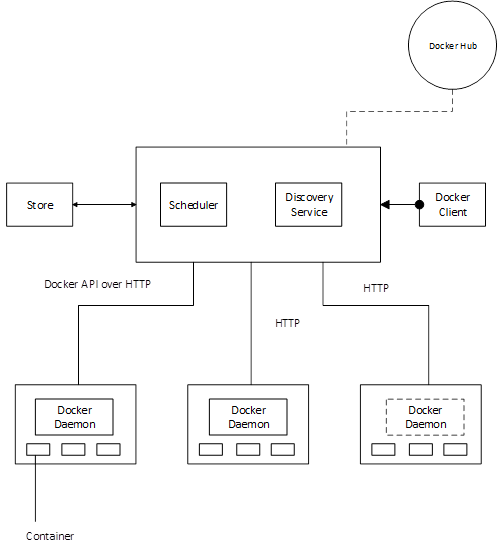 Docker Hub
Store
Scheduler
Discovery
Service
Docker
Client
Docker API over HTTP
HTTP
HTTP
Docker
Daemon
Docker
Daemon
Docker
Daemon
Container